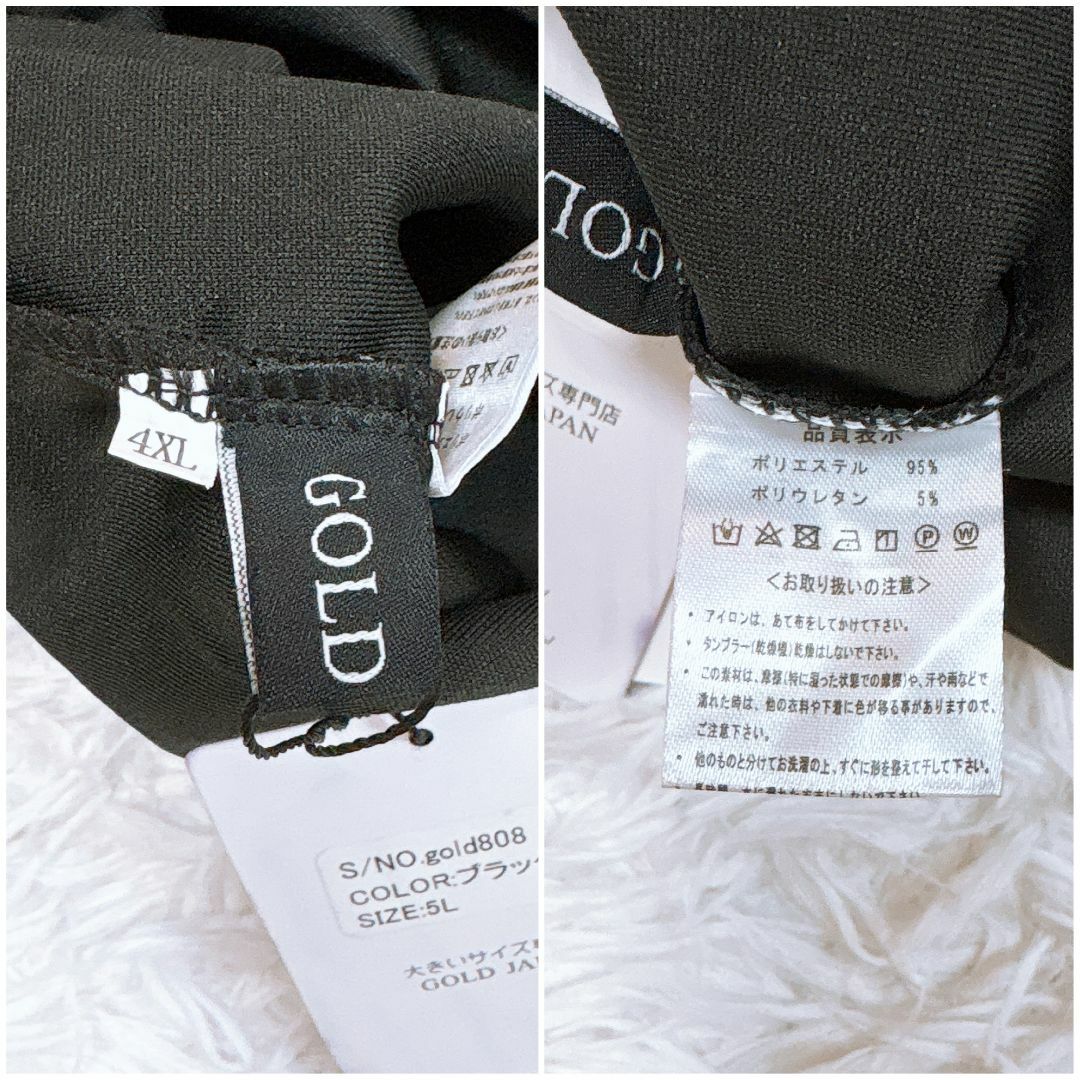 4XL
GOLD
S/NO.gold808
COLOR:ブラック
SIZE:5L
大きいサイズ
GOLD JA
GOL
ズ専門店
APAN
品質表示
ポリエステル 95%
ポリウレタン 5%
P W
<お取り扱いの注意>
・アイロンは、あて布をしてかけて下さい。
・タンブラー(乾燥機)乾燥はしないで下さい。
・この素材は、摩擦(特に湿った状態での摩擦)や、汗や雨などで
濡れた時は、他の衣料や下着に色が移る事がありますので、
ご注意下さい。
・他のものと分けてお洗濯の上、すぐに形を整えて干して下さい。